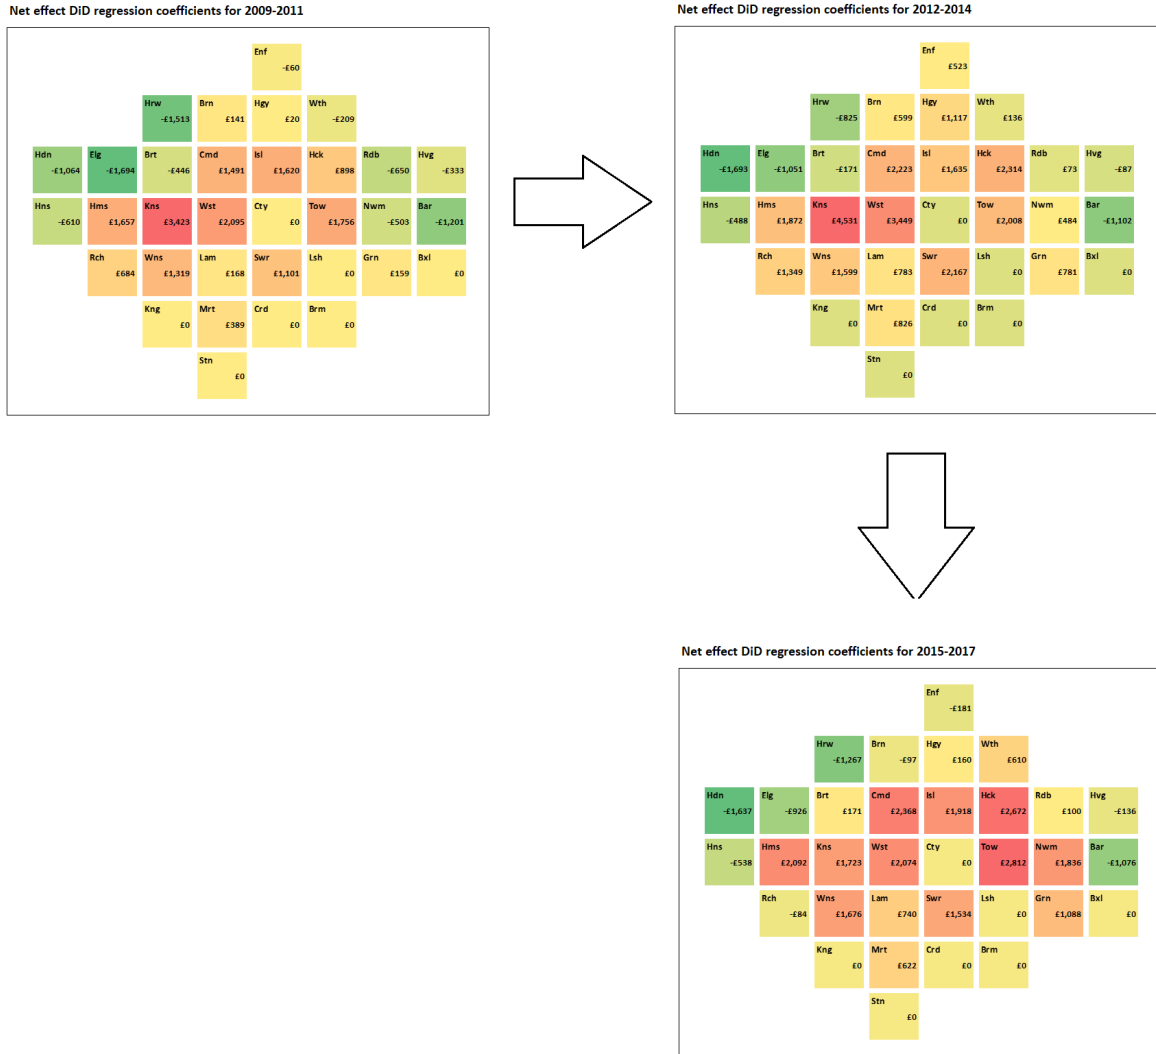 Net effect DiD regression coefficients for 2009-2011
Enf
-£60
Hrw Brn Hgy Wth
-£1,513 £141 £20 -£209
Hdn Elg Brt Cmd Isl Hck Rdb Hvg
-£1,064 -£1,694 -£446 £1,491 £1,620 £898 -£650 -£333
Hns Hms Kns Wst Cty Tow Nwm Bar
-£610 £1,657 £3,423 £2,095 £0 £1,756 -£503 -£1,201
Rch Wns Lam Swr Lsh Grn Bxl
£684 £1,319 £168 £1,101 £0 £159 £0
Kng Mrt Crd Brm
£0 £389 £0 £0
Stn
£0
Net effect DiD regression coefficients for 2012-2014
Enf
£523
Hrw Brn Hgy Wth
-£825 £599 £1,117 £136
Hdn Elg Brt Cmd Isl Hck Rdb Hvg
-£1,693 -£1,051 -£171 £2,223 £1,635 £2,314 £73 -£87
Hns Hms Kns Wst Cty Tow Nwm Bar
-£488 £1,872 £4,531 £3,449 £0 £2,008 £484 -£1,102
Rch Wns Lam Swr Lsh Grn Bxl
£1,349 £1,599 £783 £2,167 £0 £781 £0
Kng Mrt Crd Brm
£0 £826 £0 £0
Stn
£0
Net effect DiD regression coefficients for 2015-2017
Enf
-£181
Hrw Brn Hgy Wth
-£1,267 -£97 £160 £610
Hdn Elg Brt Cmd Isl Hck Rdb Hvg
-£1,637 -£926 £171 £2,368 £1,918 £2,672 £100 -£136
Hns Hms Kns Wst Cty Tow Nwm Bar
-£538 £2,092 £1,723 £2,074 £0 £2,812 £1,836 -£1,076
Rch Wns Lam Swr Lsh Grn Bxl
-£84 £1,676 £740 £1,534 £0 £1,088 £0
Kng Mrt Crd Brm
£0 £622 £0 £0
Stn
£0